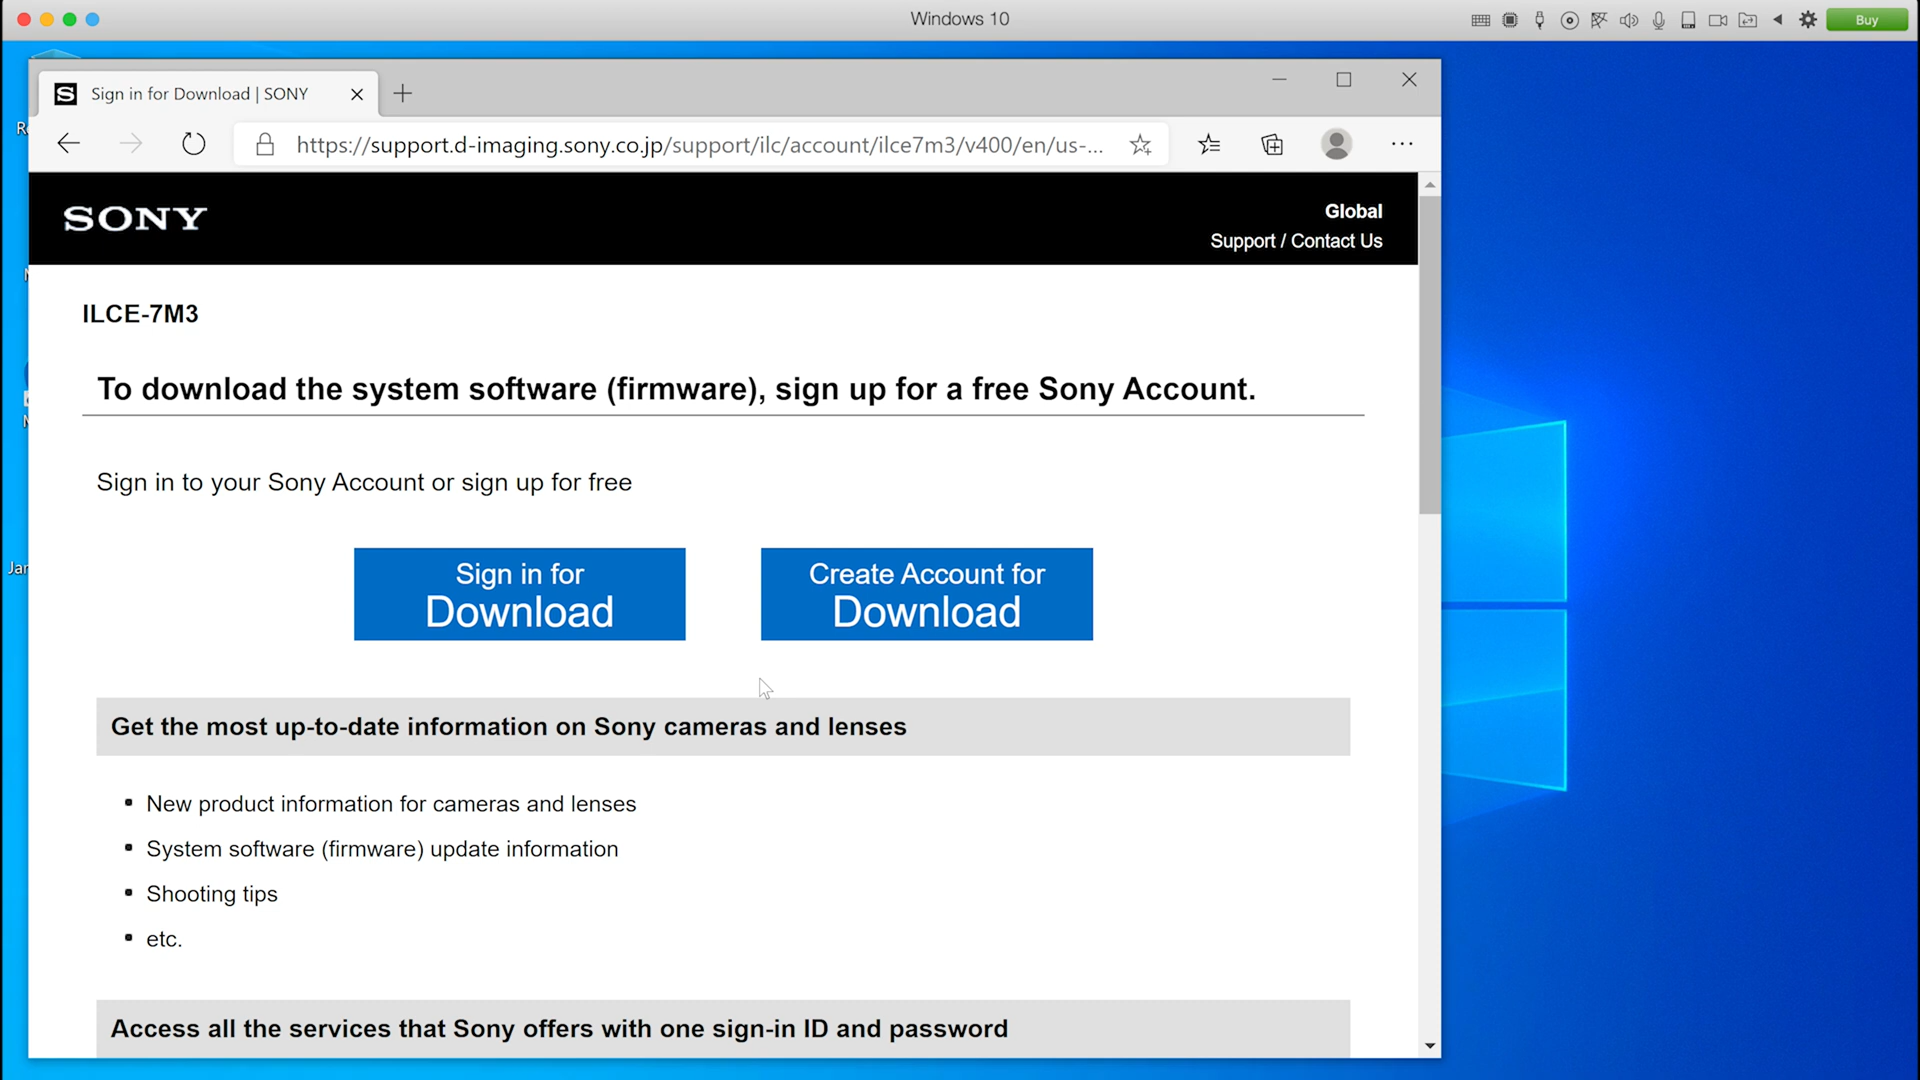 Windows 10
Buy
Sign in for Download | SONY
https://support.d-imaging.sony.co.jp/support/ilc/account/ilce7m3/v400/en/us-...
SONY
Global
Support / Contact Us
ILCE-7M3
To download the system software (firmware), sign up for a free Sony Account.
Sign in to your Sony Account or sign up for free
Sign in for
Download
Create Account for
Download
Get the most up-to-date information on Sony cameras and lenses
New product information for cameras and lenses
System software (firmware) update information
Shooting tips
etc.
Access all the services that Sony offers with one sign-in ID and password